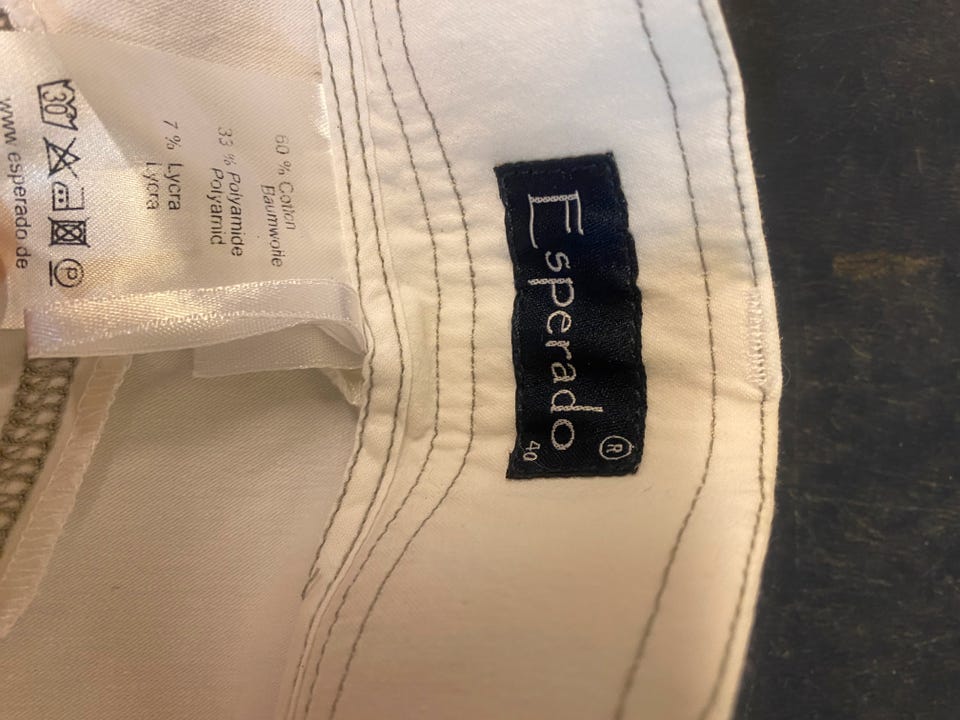 Esperado
®
40
60 % Cotton
Baumwolle
33 % Polyamide
Polyamid
7 % Lycra
Lycra
30
P
www esperado de